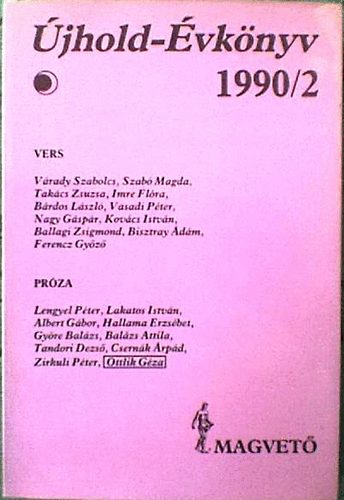 Újhold-Évkönyv
1990/2
VERS
Várady Szabolcs, Szabó Magda,
Takács Zsuzsa, Imre Flóra,
Bárdos László, Vasadi Péter,
Nagy Gáspár, Kovács István,
Ballagi Zsigmond, Bisztray Ádám,
Ferencz Győző
PRÓZA
Lengyel Péter, Lakatos István,
Albert Gábor, Hallama Erzsébet,
Györe Balázs, Balázs Attila,
Tandori Dezső, Csernák Árpád,
Zirkuli Péter, Ottlik Géza
MAGVETŐ